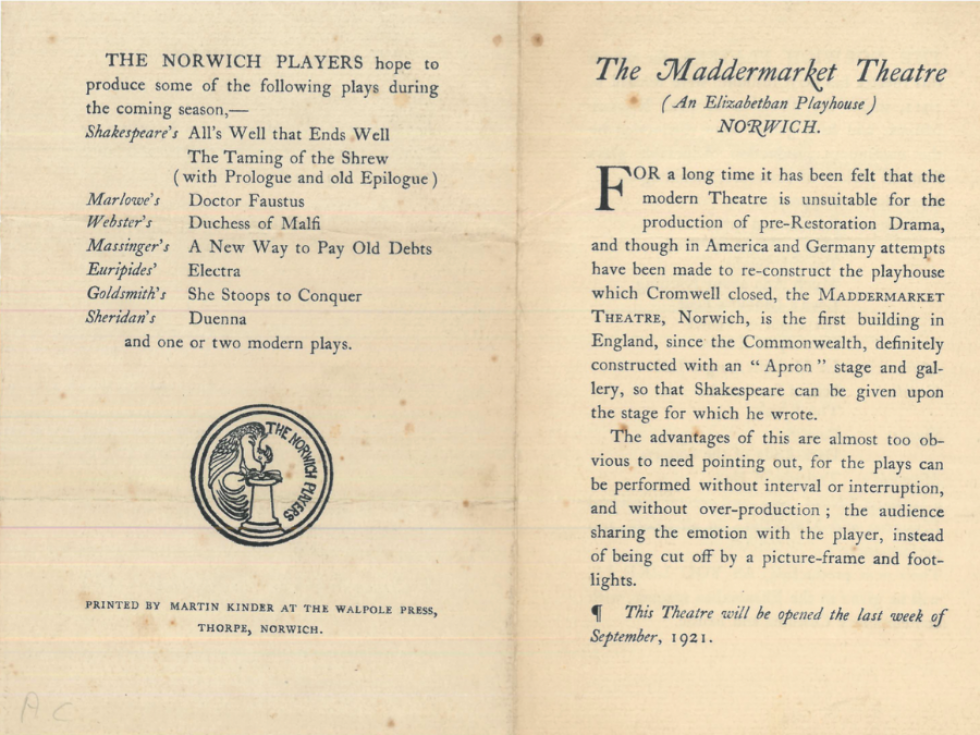 THE NORWICH PLAYERS hope to
produce some of the following plays during
the coming season,—
Shakespeare's All's Well that Ends Well
The Taming of the Shrew
(with Prologue and old Epilogue)
Marlowe's Doctor Faustus
Webster's Duchess of Malfi
Massinger's A New Way to Pay Old Debts
Euripides' Electra
Goldsmith's She Stoops to Conquer
Sheridan's Duenna
and one or two modern plays.
THE NORWICH PLAYERS
PRINTED BY MARTIN KINDER AT THE WALPOLE PRESS,
THORPE, NORWICH.
A C
The Maddermarket Theatre
(An Elizabethan Playhouse)
NORWICH.
FOR a long time it has been felt that the
modern Theatre is unsuitable for the
production of pre-Restoration Drama,
and though in America and Germany attempts
have been made to re-construct the playhouse
which Cromwell closed, the MADDERMARKET
THEATRE, Norwich, is the first building in
England, since the Commonwealth, definitely
constructed with an "Apron" stage and gal-
lery, so that Shakespeare can be given upon
the stage for which he wrote.
The advantages of this are almost too ob-
vious to need pointing out, for the plays can
be performed without interval or interruption,
and without over-production; the audience
sharing the emotion with the player, instead
of being cut off by a picture-frame and foot-
lights.
¶ This Theatre will be opened the last week of
September, 1921.